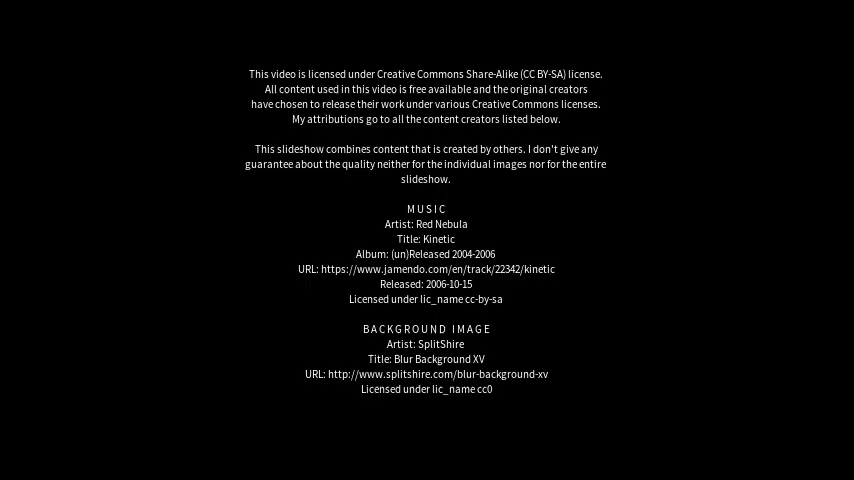 This video is licensed under Creative Commons Share-Alike (CC BY-SA) license.
All content used in this video is free available and the original creators
have chosen to release their work under various Creative Commons licenses.
My attributions go to all the content creators listed below.
This slideshow combines content that is created by others. I don't give any
guarantee about the quality neither for the individual images nor for the entire
slideshow.
MUSIC
Artist: Red Nebula
Title: Kinetic
Album: (un)Released 2004-2006
URL: https://www.jamendo.com/en/track/22342/kinetic
Released: 2006-10-15
Licensed under lic_name cc-by-sa
BACKGROUND IMAGE
Artist: SplitShire
Title: Blur Background XV
URL: http://www.splitshire.com/blur-background-xv
Licensed under lic_name cc0